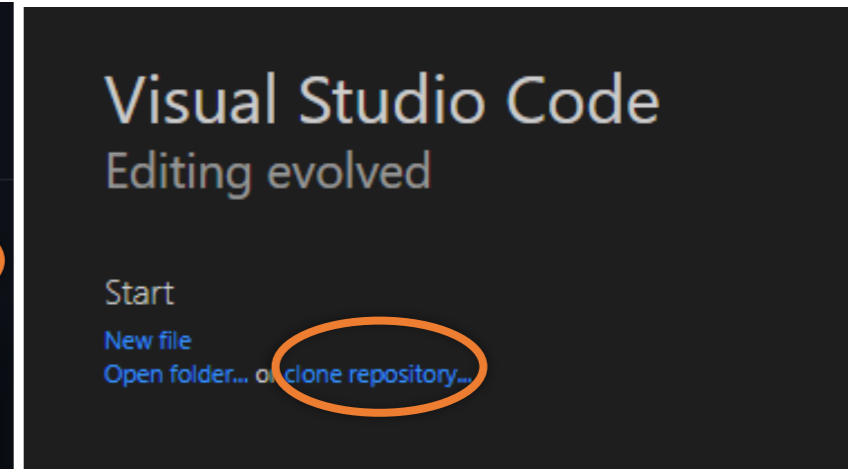 Visual Studio Code
Editing evolved
Start
New file
Open folder... or clone repository...